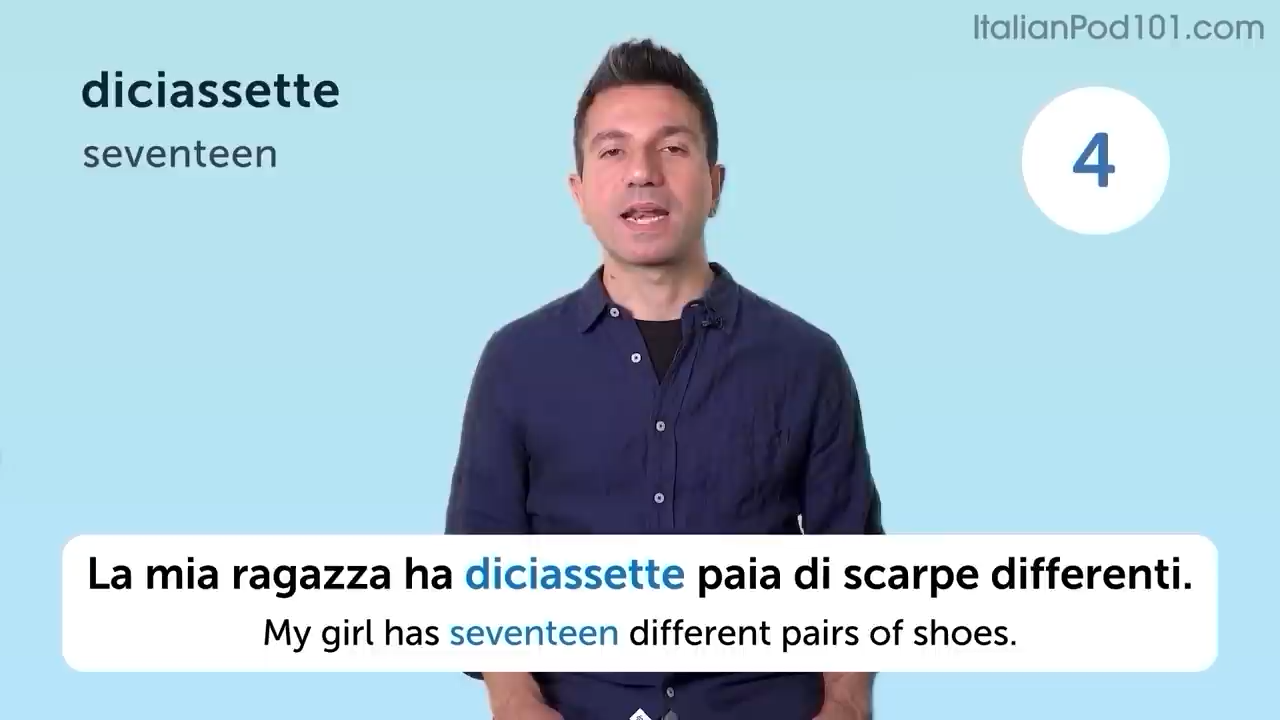 ItalianPod101.com
diciassette
seventeen
4
La mia ragazza ha diciassette paia di scarpe differenti.
My girl has seventeen different pairs of shoes.